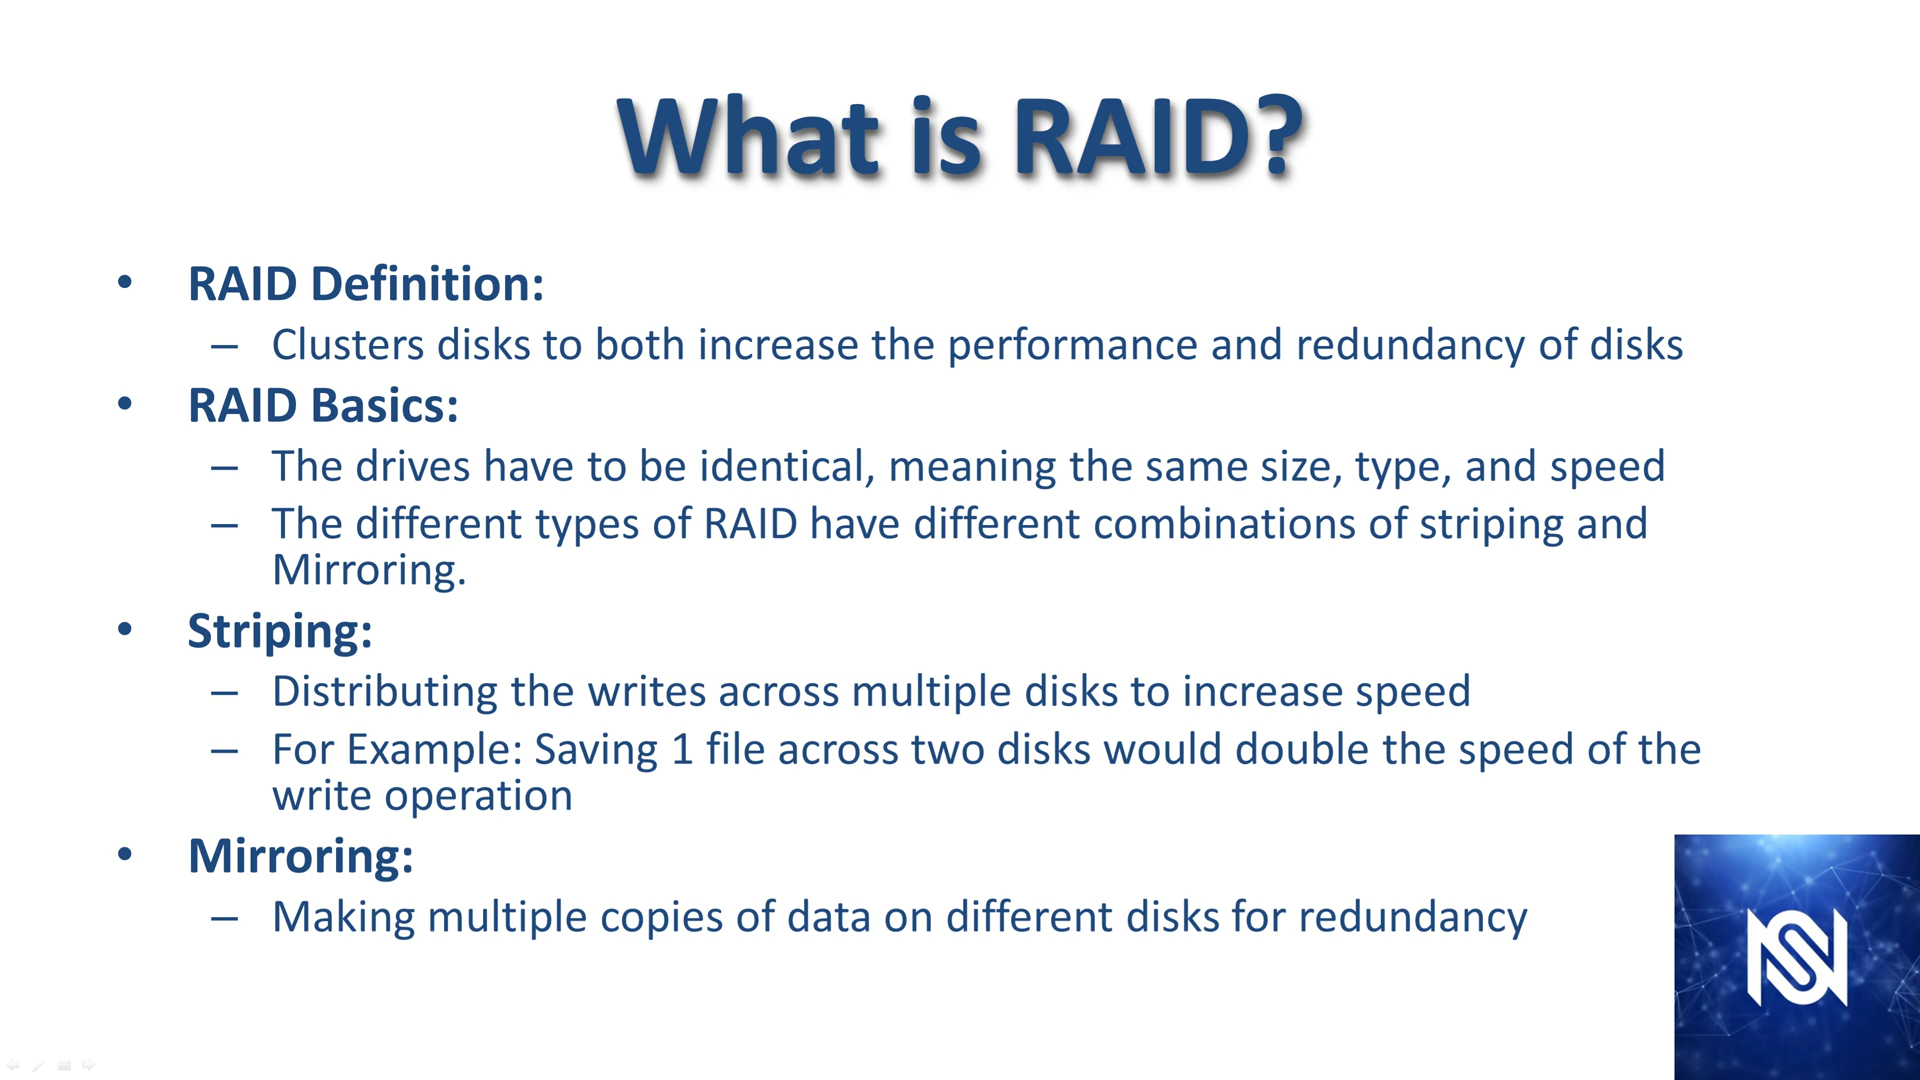 What is RAID?
• RAID Definition:
– Clusters disks to both increase the performance and redundancy of disks
• RAID Basics:
– The drives have to be identical, meaning the same size, type, and speed
– The different types of RAID have different combinations of striping and
Mirroring.
• Striping:
– Distributing the writes across multiple disks to increase speed
– For Example: Saving 1 file across two disks would double the speed of the
write operation
• Mirroring:
– Making multiple copies of data on different disks for redundancy
NS